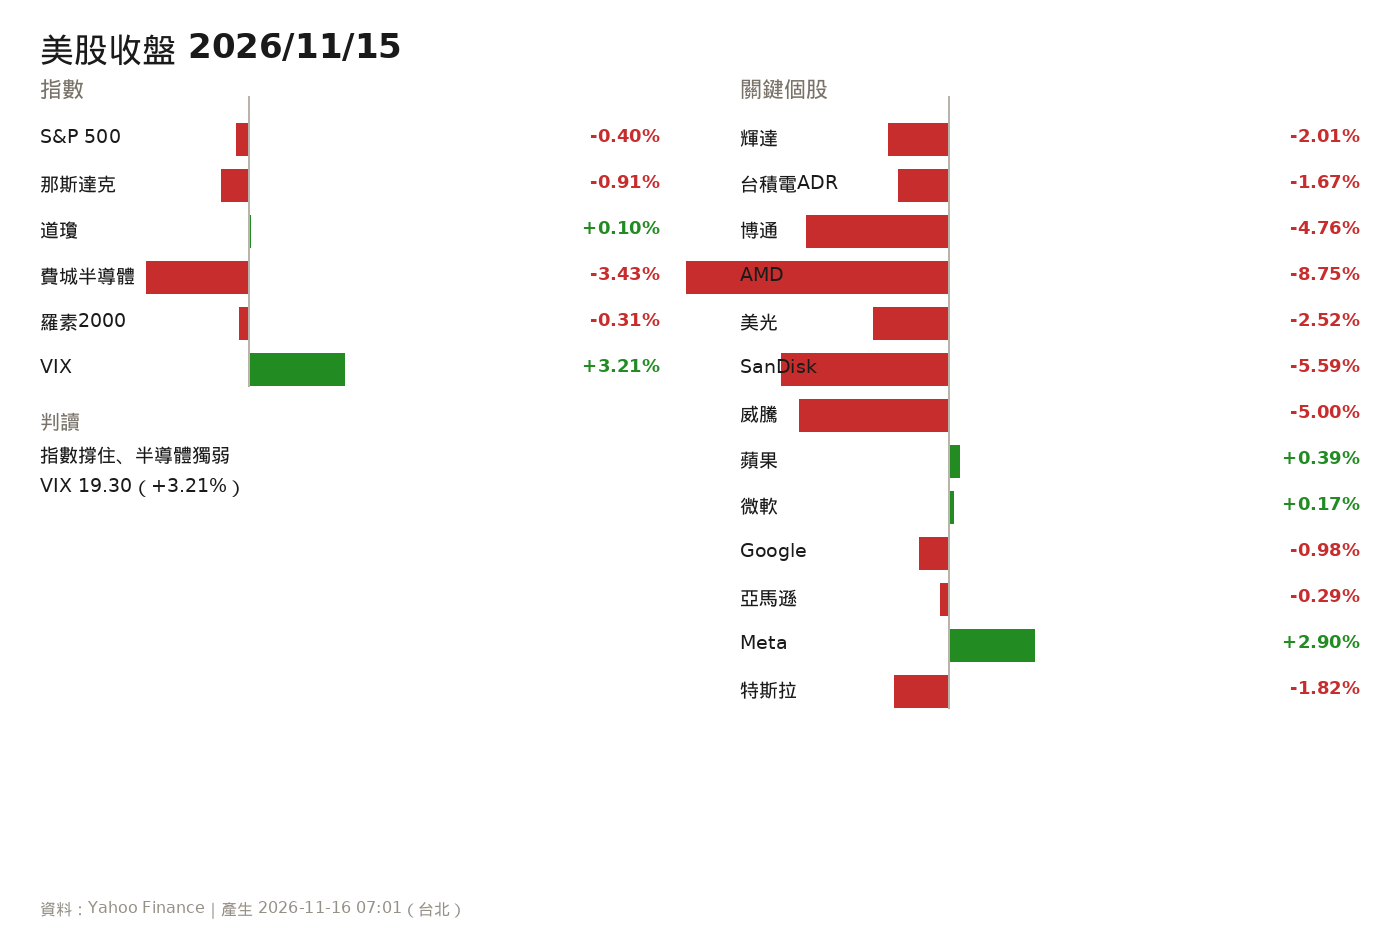 美股收盤 2026/11/15
指數
S&P 500 -0.40%
那斯達克 -0.91%
道瓊 +0.10%
費城半導體 -3.43%
羅素2000 -0.31%
VIX +3.21%
判讀
指數撐住、半導體獨弱
VIX 19.30（+3.21%）
關鍵個股
輝達 -2.01%
台積電ADR -1.67%
博通 -4.76%
AMD -8.75%
美光 -2.52%
SanDisk -5.59%
威騰 -5.00%
蘋果 +0.39%
微軟 +0.17%
Google -0.98%
亞馬遜 -0.29%
Meta +2.90%
特斯拉 -1.82%
資料：Yahoo Finance｜產生 2026-11-16 07:01（台北）